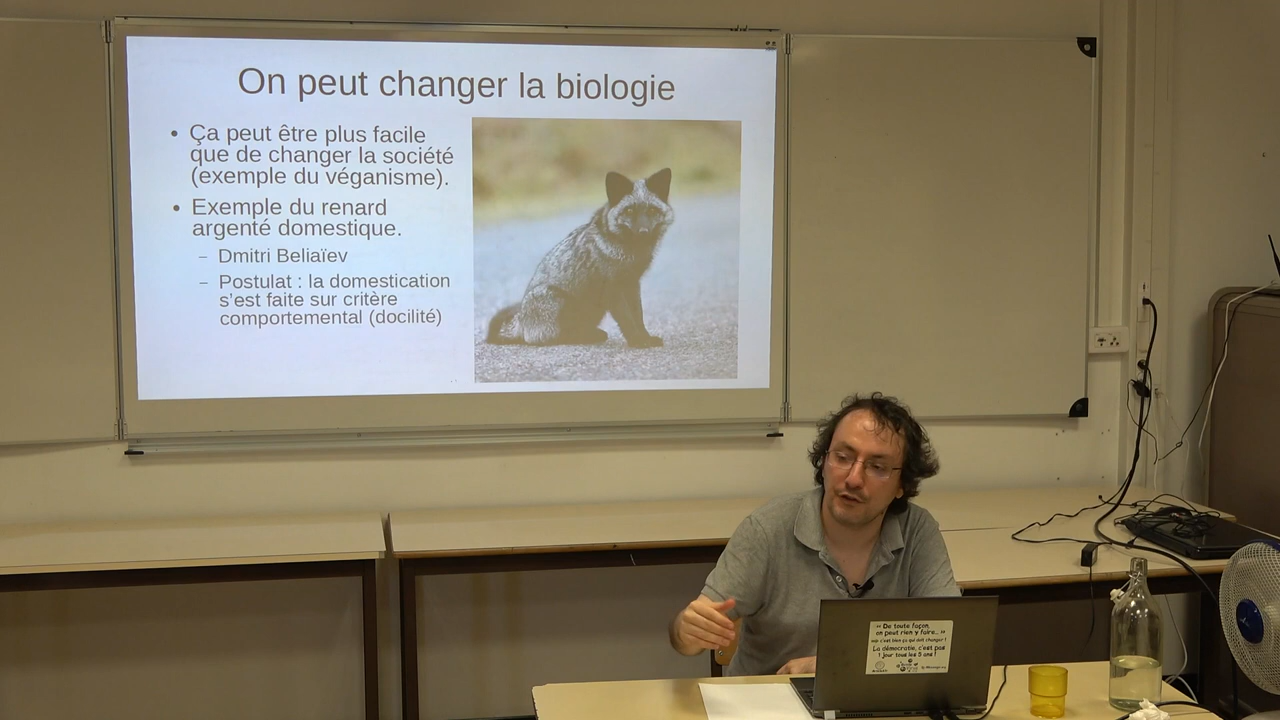 On peut changer la biologie
• Ça peut être plus facile
que de changer la société
(exemple du véganisme).
• Exemple du renard
argenté domestique.
– Dmitri Beliaïev
– Postulat : la domestication
s'est faite sur critère
comportemental (docilité)
« De toute façon,
on peut rien y faire... »
La démocratie, c'est pas
1 jour tous les 5 ans !